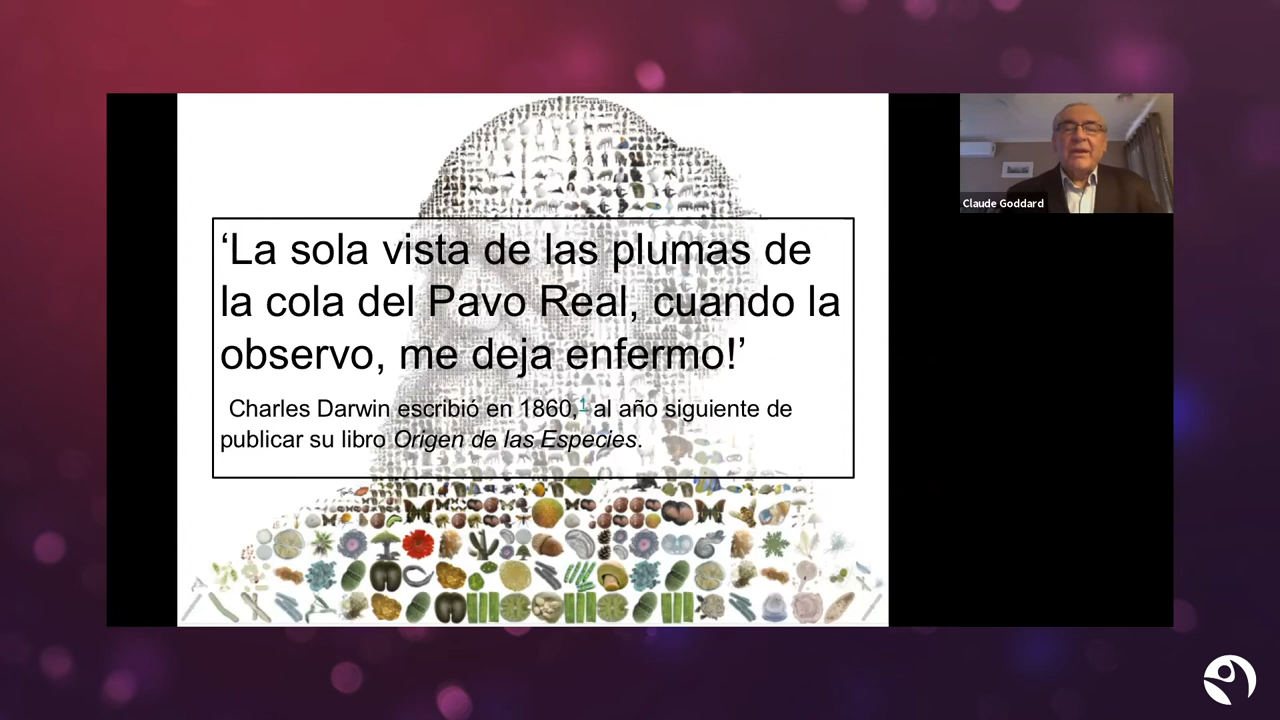 ‘La sola vista de las plumas de
la cola del Pavo Real, cuando la
observo, me deja enfermo!’
Charles Darwin escribió en 1860,¹ al año siguiente de
publicar su libro Origen de las Especies.
Claude Goddard